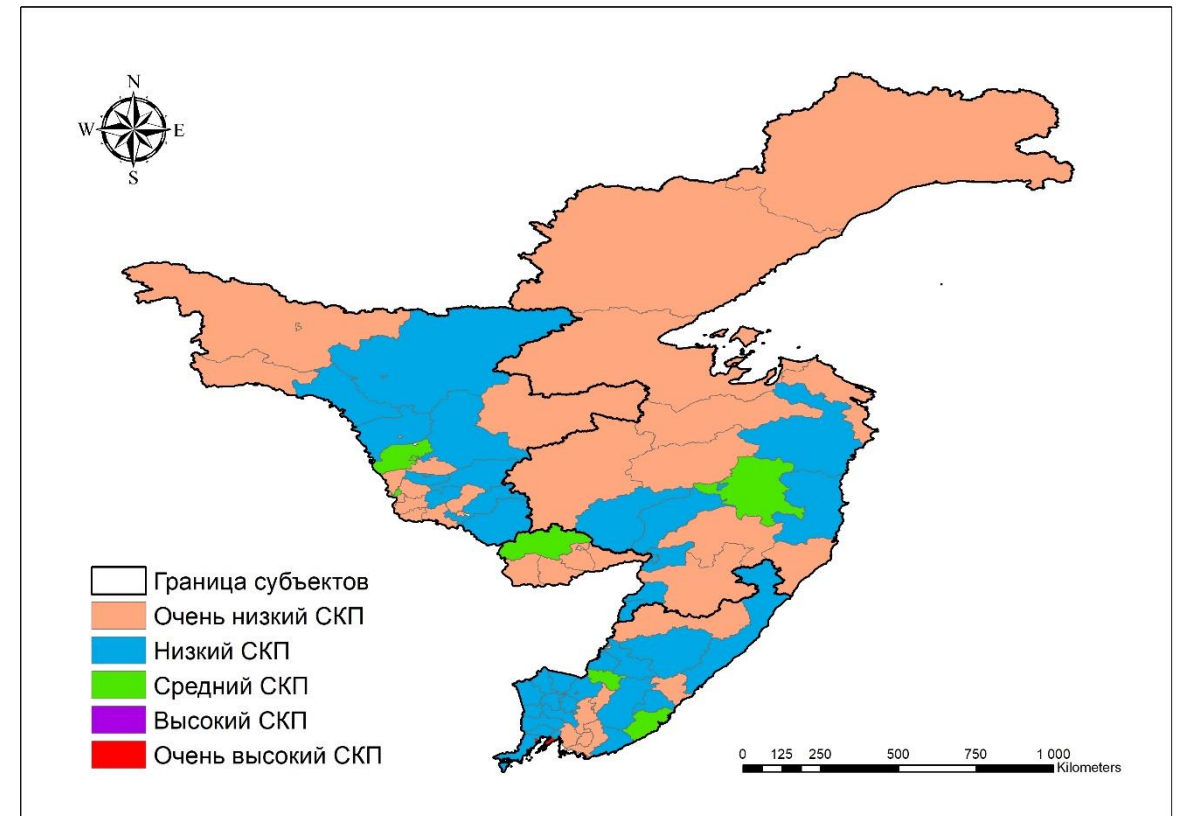 N
W E
S
Граница субъектов
Очень низкий СКП
Низкий СКП
Средний СКП
Высокий СКП
Очень высокий СКП
0 125 250 500 750 1 000
Kilometers